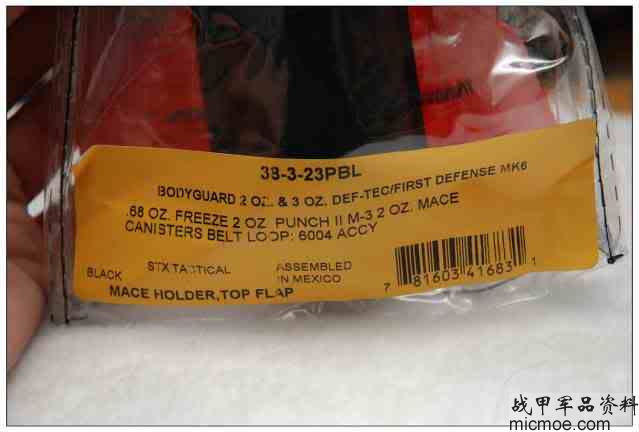 38-3-23PBL
BODYGUARD 2 OZ. & 3 OZ. DEF-TEC/FIRST DEFENSE MK6
.68 OZ. FREEZE 2 OZ. PUNCH II M-3 2 OZ. MACE
CANISTERS BELT LOOP: 6004 ACCY
BLACK STX TACTICAL ASSEMBLED
IN MEXICO
MACE HOLDER,TOP FLAP
7 81603 41683 1
战甲军品资料
micmoe.com